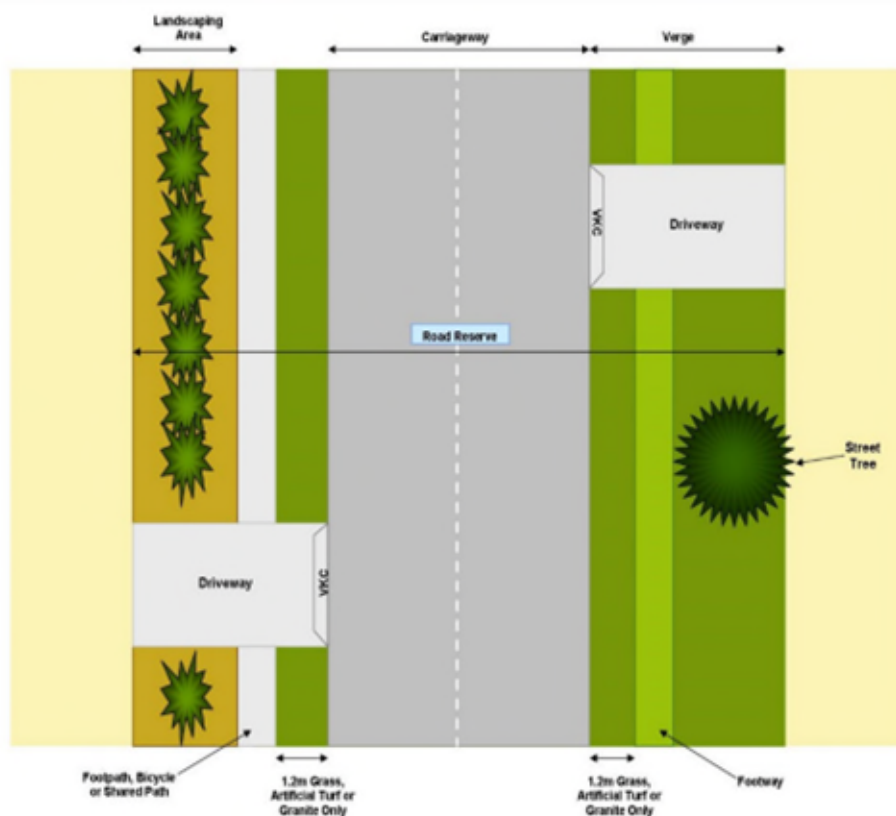 Landscaping
Area
Carriageway
Verge
VKC
Driveway
Road Reserve
Street
Tree
Driveway
VKC
Footpath, Bicycle
or Shared Path
1.2m Grass,
Artificial Turf or
Granite Only
1.2m Grass,
Artificial Turf or
Granite Only
Footway